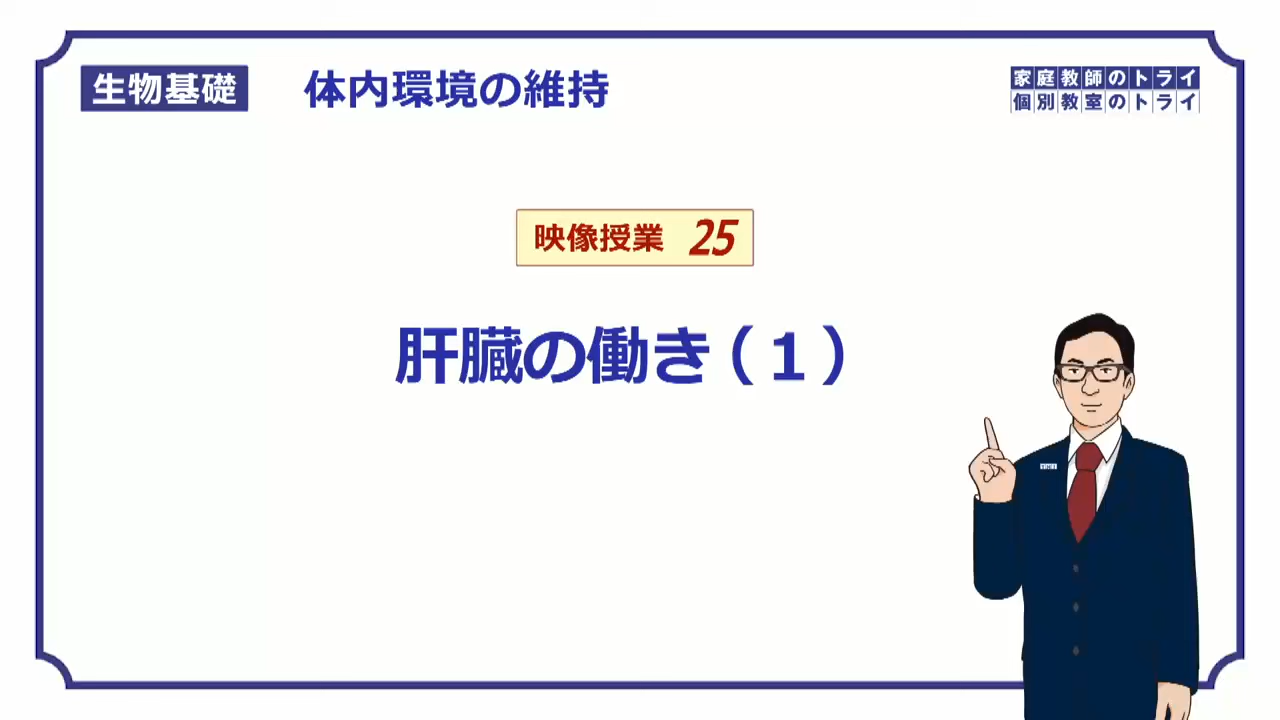 生物基礎
体内環境の維持
家庭教師のトライ
個別教室のトライ
映像授業 25
肝臓の働き（1）